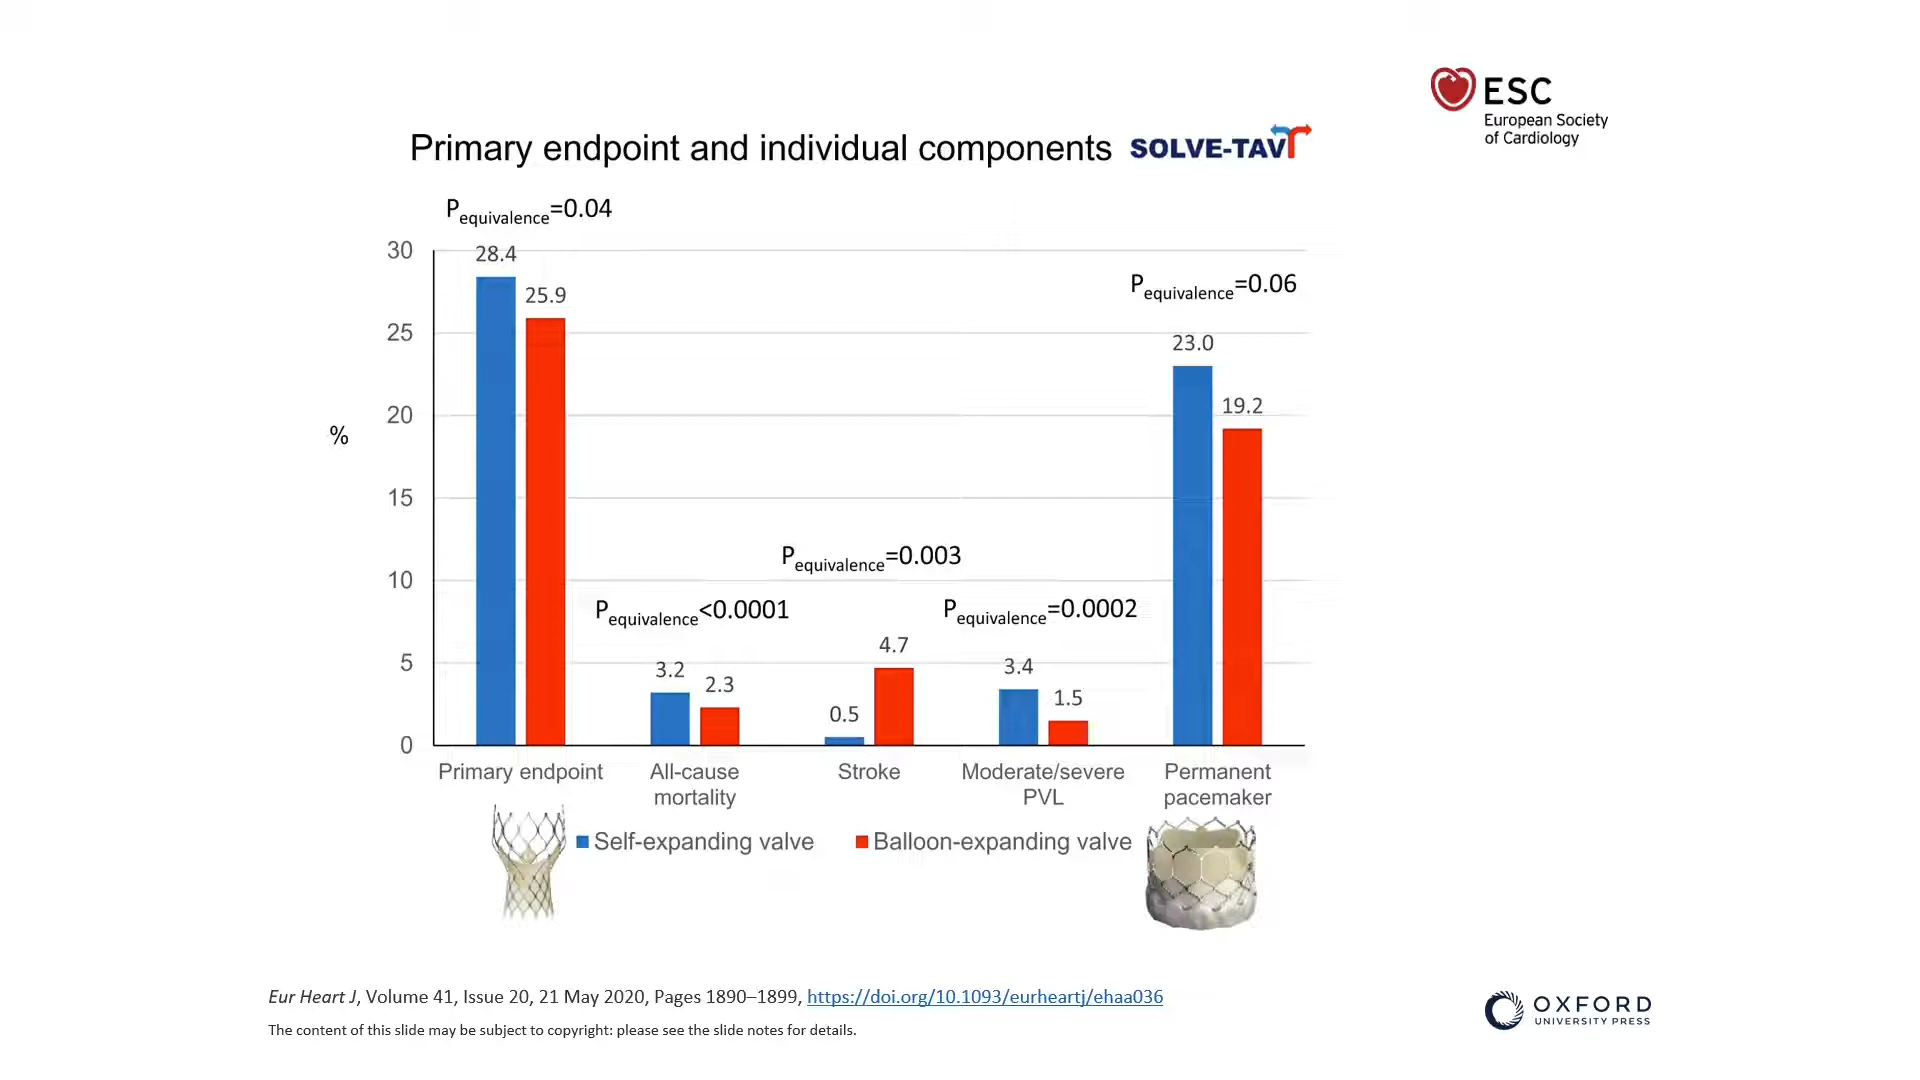 ESC
European Society
of Cardiology
Primary endpoint and individual components SOLVE-TAVI
Pequivalence=0.04
30
28.4
25.9
Pequivalence=0.06
25
23.0
20
19.2
%
15
Pequivalence=0.003
10
Pequivalence<0.0001
Pequivalence=0.0002
5
3.2
2.3
0.5
4.7
3.4
1.5
0
Primary endpoint
All-cause
mortality
Stroke
Moderate/severe
PVL
Permanent
pacemaker
Self-expanding valve
Balloon-expanding valve
Eur Heart J, Volume 41, Issue 20, 21 May 2020, Pages 1890–1899, https://doi.org/10.1093/eurheartj/ehaa036
The content of this slide may be subject to copyright: please see the slide notes for details.
OXFORD
UNIVERSITY PRESS